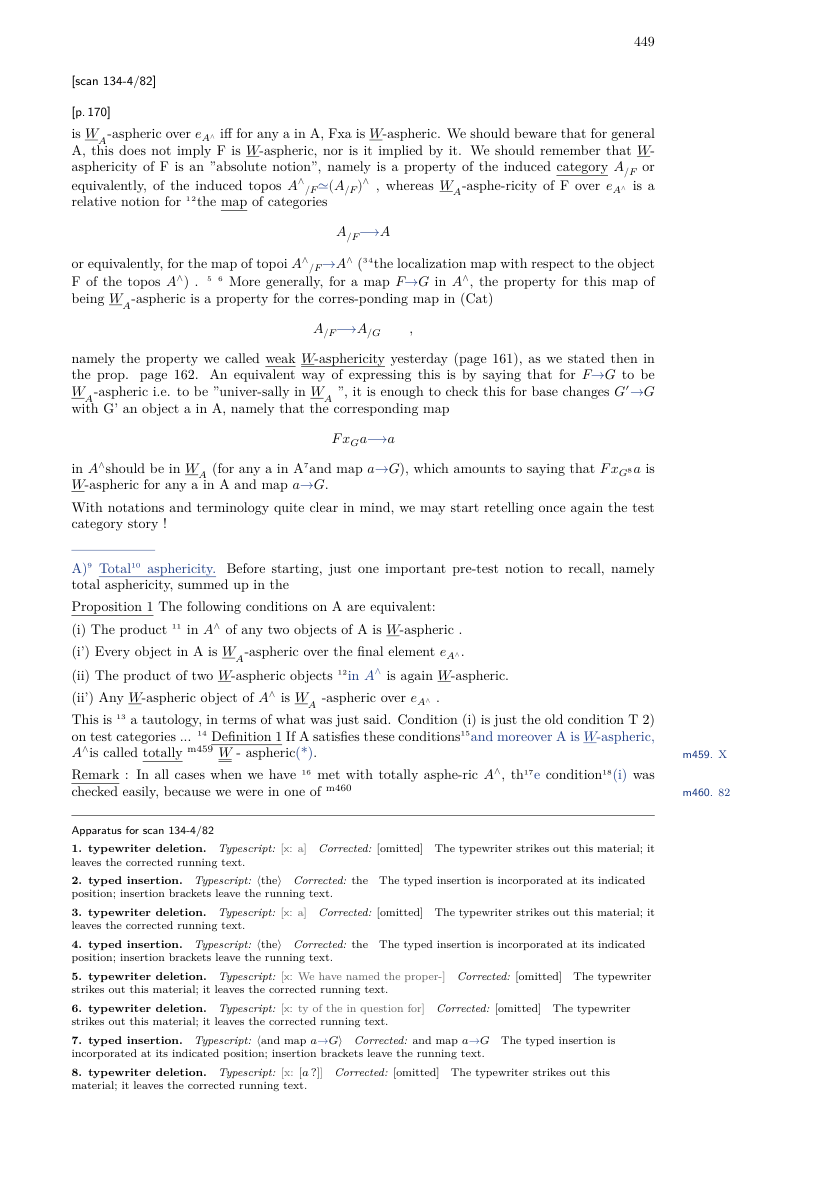 449
[scan 134-4/82]
[p. 170]
is W_A-aspheric over e_{A^} iff for any a in A, Fxa is W-aspheric. We should beware that for general
A, this does not imply F is W-aspheric, nor is it implied by it. We should remember that W-
asphericity of F is an "absolute notion", namely is a property of the induced category A_{/F} or
equivalently, of the induced topos A^_{/F}≃(A_{/F})^ , whereas W_A-asphe-ricity of F over e_{A^} is a
relative notion for ¹²the map of categories
A_{/F}⟶A
or equivalently, for the map of topoi A^_{/F}→A^ (³⁴the localization map with respect to the object
F of the topos A^) . ⁵ ⁶ More generally, for a map F→G in A^, the property for this map of
being W_A-aspheric is a property for the corres-ponding map in (Cat)
A_{/F}⟶A_{/G} ,
namely the property we called weak W-asphericity yesterday (page 161), as we stated then in
the prop. page 162. An equivalent way of expressing this is by saying that for F→G to be
W_A-aspheric i.e. to be "univer-sally in W_A ", it is enough to check this for base changes G'→G
with G' an object a in A, namely that the corresponding map
Fx_Ga⟶a
in A^should be in W_A (for any a in A⁷and map a→G), which amounts to saying that Fx_G⁸a is
W-aspheric for any a in A and map a→G.
With notations and terminology quite clear in mind, we may start retelling once again the test
category story !
A)⁹ Total¹⁰ asphericity. Before starting, just one important pre-test notion to recall, namely
total asphericity, summed up in the
Proposition 1 The following conditions on A are equivalent:
(i) The product ¹¹ in A^ of any two objects of A is W-aspheric .
(i') Every object in A is W_A-aspheric over the final element e_{A^}.
(ii) The product of two W-aspheric objects ¹²in A^ is again W-aspheric.
(ii') Any W-aspheric object of A^ is W_A -aspheric over e_{A^} .
This is ¹³ a tautology, in terms of what was just said. Condition (i) is just the old condition T 2)
on test categories ... ¹⁴ Definition 1 If A satisfies these conditions¹⁵and moreover A is W-aspheric,
A^is called totally m459 W - aspheric(*).
m459. X
Remark : In all cases when we have ¹⁶ met with totally asphe-ric A^, th¹⁷e condition¹⁸(i) was
checked easily, because we were in one of m460
m460. 82
Apparatus for scan 134-4/82
1. typewriter deletion. Typescript: [x: a] Corrected: [omitted] The typewriter strikes out this material; it
leaves the corrected running text.
2. typed insertion. Typescript: ⟨the⟩ Corrected: the The typed insertion is incorporated at its indicated
position; insertion brackets leave the running text.
3. typewriter deletion. Typescript: [x: a] Corrected: [omitted] The typewriter strikes out this material; it
leaves the corrected running text.
4. typed insertion. Typescript: ⟨the⟩ Corrected: the The typed insertion is incorporated at its indicated
position; insertion brackets leave the running text.
5. typewriter deletion. Typescript: [x: We have named the proper-] Corrected: [omitted] The typewriter
strikes out this material; it leaves the corrected running text.
6. typewriter deletion. Typescript: [x: ty of the in question for] Corrected: [omitted] The typewriter
strikes out this material; it leaves the corrected running text.
7. typed insertion. Typescript: ⟨and map a→G⟩ Corrected: and map a→G The typed insertion is
incorporated at its indicated position; insertion brackets leave the running text.
8. typewriter deletion. Typescript: [x: [a ?]] Corrected: [omitted] The typewriter strikes out this
material; it leaves the corrected running text.